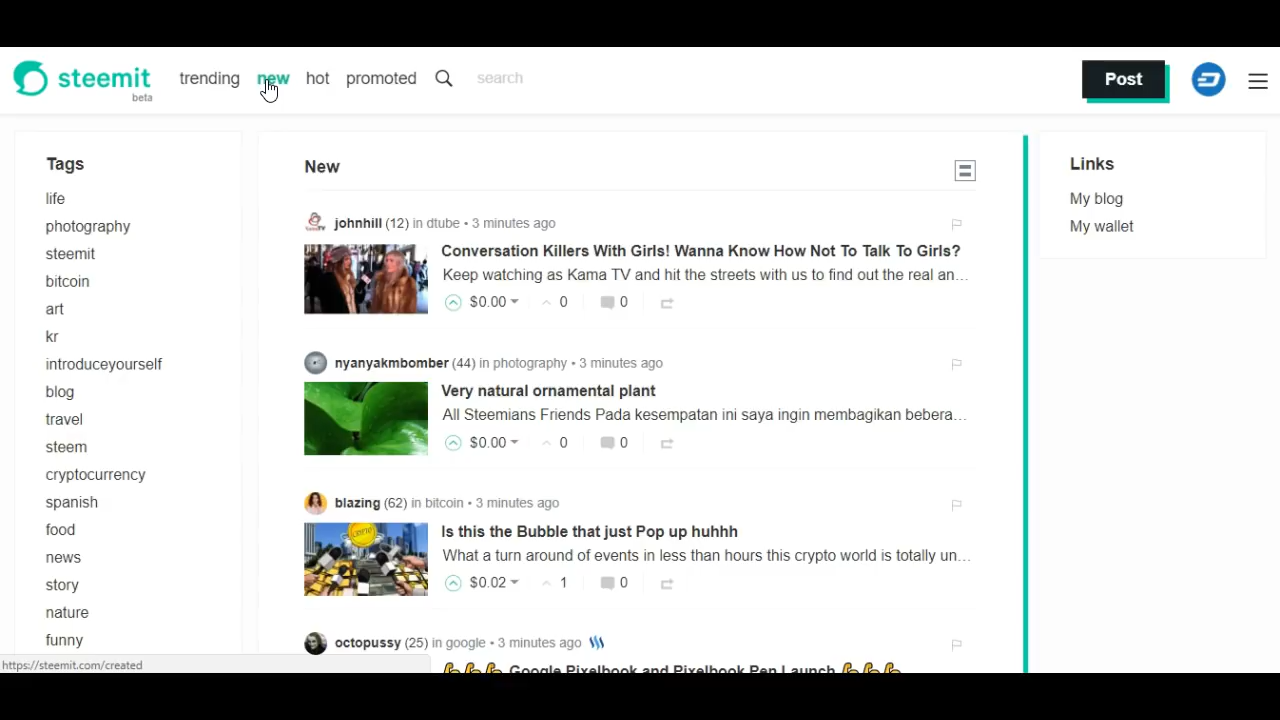 steemit
beta
trending new hot promoted search
Post
Tags
life
photography
steemit
bitcoin
art
kr
introduceyourself
blog
travel
steem
cryptocurrency
spanish
food
news
story
nature
funny
https://steemit.com/created
New
johnhill (12) in dtube • 3 minutes ago
Conversation Killers With Girls! Wanna Know How Not To Talk To Girls?
Keep watching as Kama TV and hit the streets with us to find out the real an…
$0.00 0 0
nyanyakmbomber (44) in photography • 3 minutes ago
Very natural ornamental plant
All Steemians Friends Pada kesempatan ini saya ingin membagikan bebera…
$0.00 0 0
blazing (62) in bitcoin • 3 minutes ago
Is this the Bubble that just Pop up huhhh
What a turn around of events in less than hours this crypto world is totally un…
$0.02 1 0
octopussy (25) in google • 3 minutes ago
Google Pixelbook and Pixelbook Pen Launch
Links
My blog
My wallet